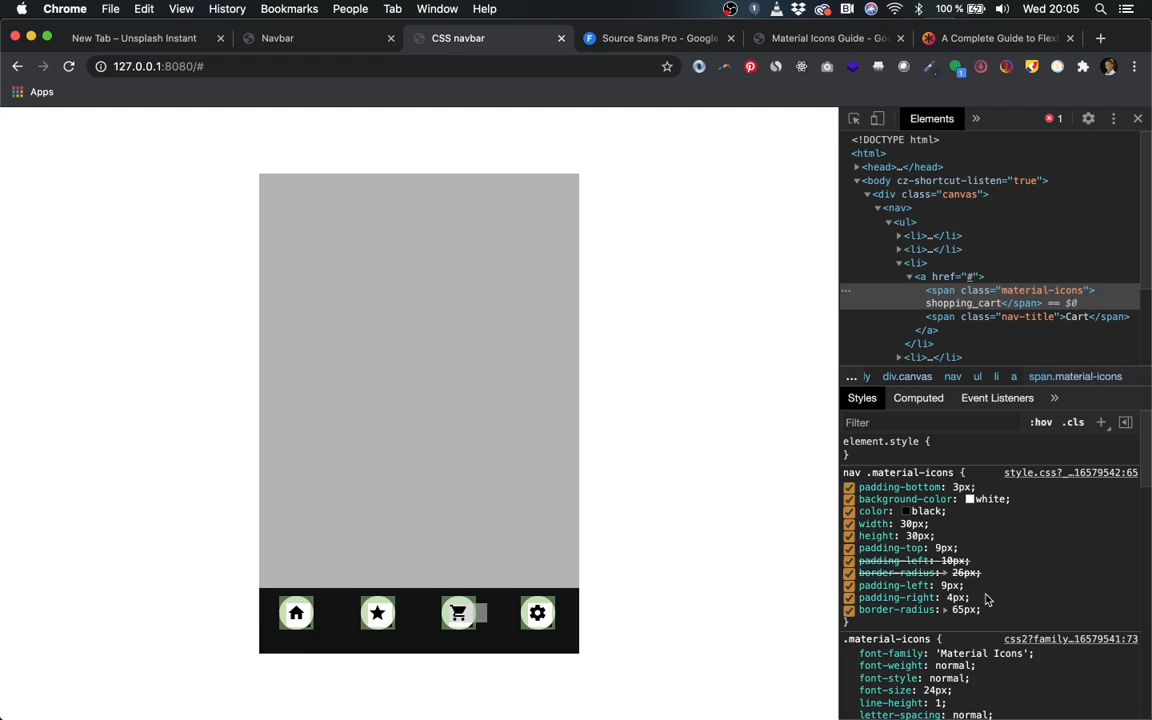 Chrome File Edit View History Bookmarks People Tab Window Help 100 % Wed 20:05
New Tab – Unsplash Instant
Navbar
CSS navbar
Source Sans Pro - Google
Material Icons Guide - Go
A Complete Guide to Flex
127.0.0.1:8080/#
1
Apps
Elements
1
<!DOCTYPE html>
<html>
<head>…</head>
<body cz-shortcut-listen="true">
<div class="canvas">
<nav>
<ul>
<li>…</li>
<li>…</li>
<li>
<a href="#">
<span class="material-icons">
shopping_cart</span> == $0
<span class="nav-title">Cart</span>
</a>
</li>
<li>…</li>
… ly div.canvas nav ul li a span.material-icons
Styles Computed Event Listeners
Filter :hov .cls
element.style {
}
nav .material-icons { style.css?_…16579542:65
padding-bottom: 3px;
background-color: white;
color: black;
width: 30px;
height: 30px;
padding-top: 9px;
padding-left: 10px;
border-radius: 26px;
padding-left: 9px;
padding-right: 4px;
border-radius: 65px;
}
.material-icons { css2?family…16579541:73
font-family: 'Material Icons';
font-weight: normal;
font-style: normal;
font-size: 24px;
line-height: 1;
letter-spacing: normal;